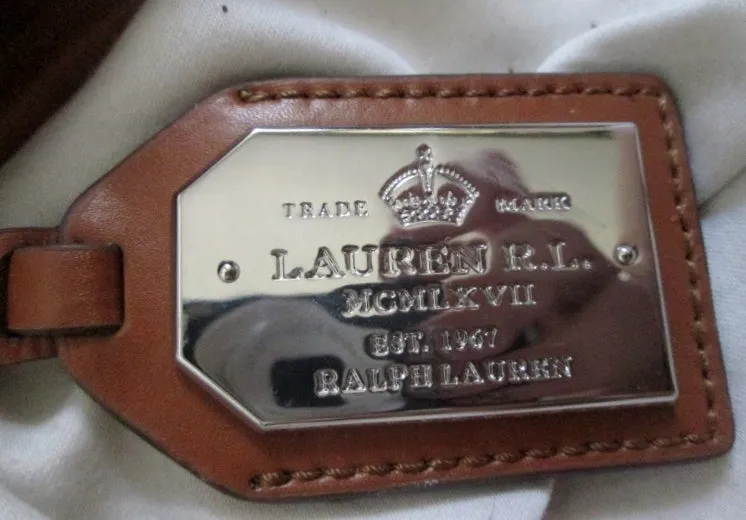 TRADE MARK
LAUREN R.L.
MCMLXVII
EST. 1967
RALPH LAUREN